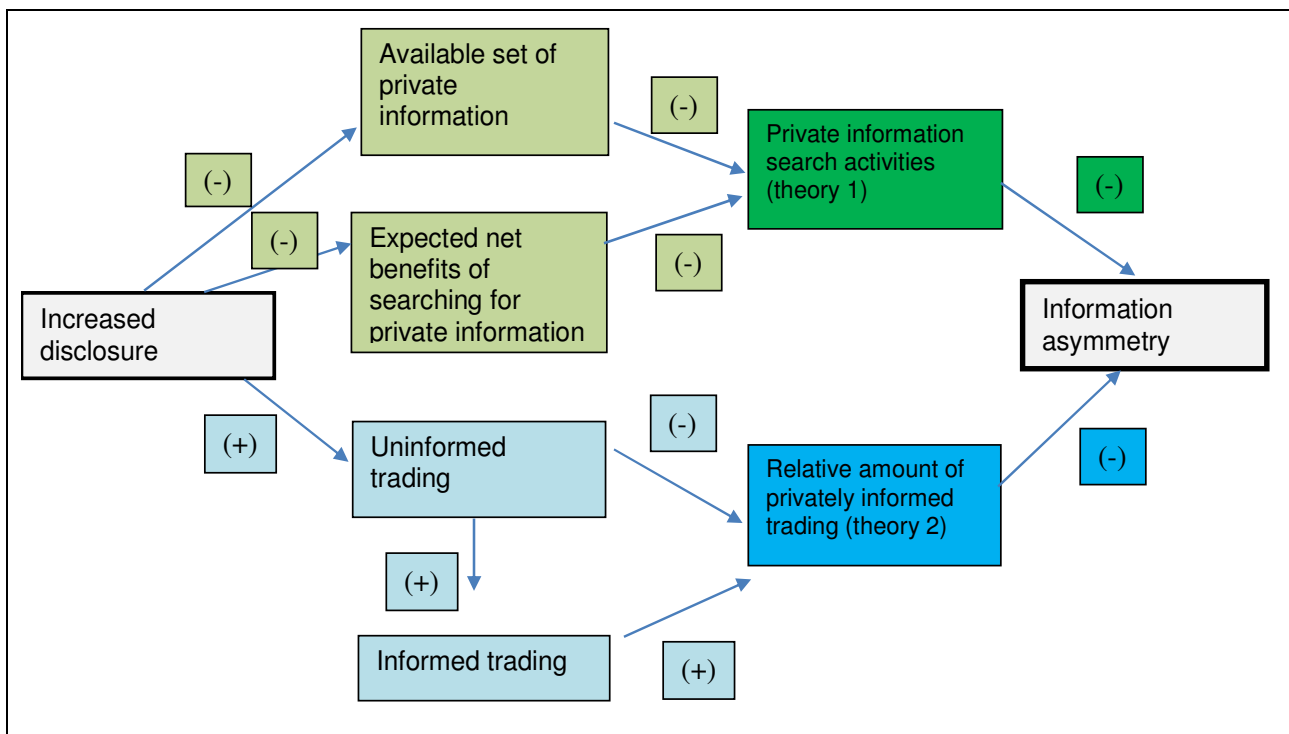 Available set of
private
information
(-)
Private information
search activities
(theory 1)
(-)
(-)
(-)
Expected net
benefits of
searching for
private information
(-)
Increased
disclosure
Information
asymmetry
(+)
Uninformed
trading
(-)
Relative amount of
privately informed
trading (theory 2)
(-)
(+)
Informed trading
(+)